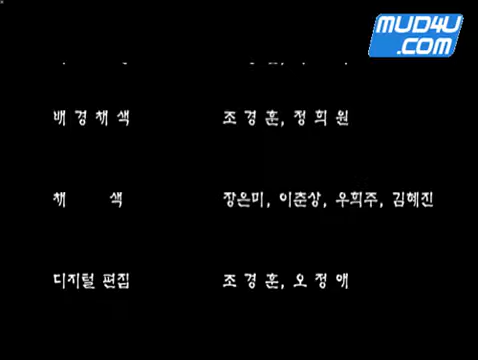 MUD4U
.COM
배 경 채 색 조 경 훈, 정 희 원
채 색 장은미, 이춘상, 우희주, 김혜진
디지털 편집 조 경 훈, 오 정 애